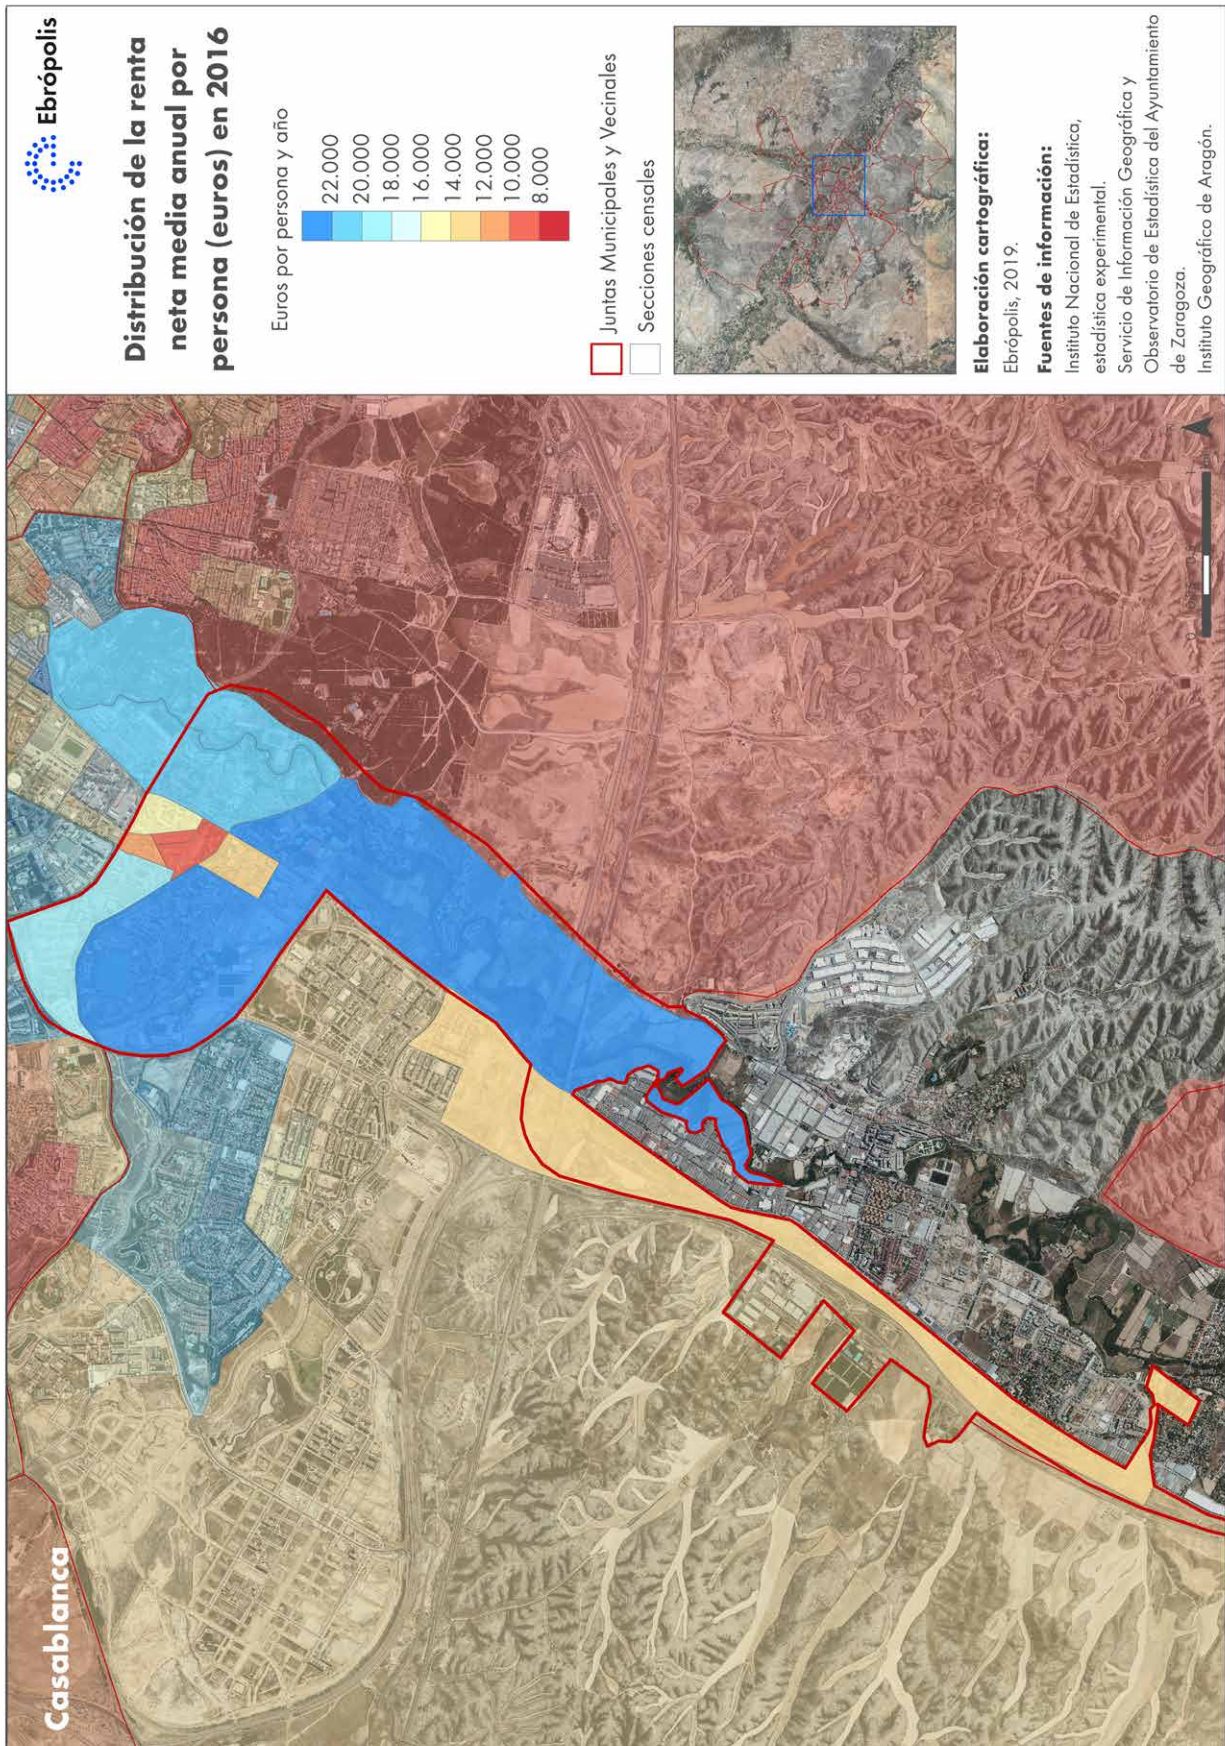 Casablanca
Ebrópolis
Distribución de la renta
neta media anual por
persona (euros) en 2016
Euros por persona y año
22.000
20.000
18.000
16.000
14.000
12.000
10.000
8.000
Juntas Municipales y Vecinales
Secciones censales
Elaboración cartográfica:
Ebrópolis, 2019.
Fuentes de información:
Instituto Nacional de Estadística,
estadística experimental.
Servicio de Información Geográfica y
Observatorio de Estadística del Ayuntamiento
de Zaragoza.
Instituto Geográfico de Aragón.